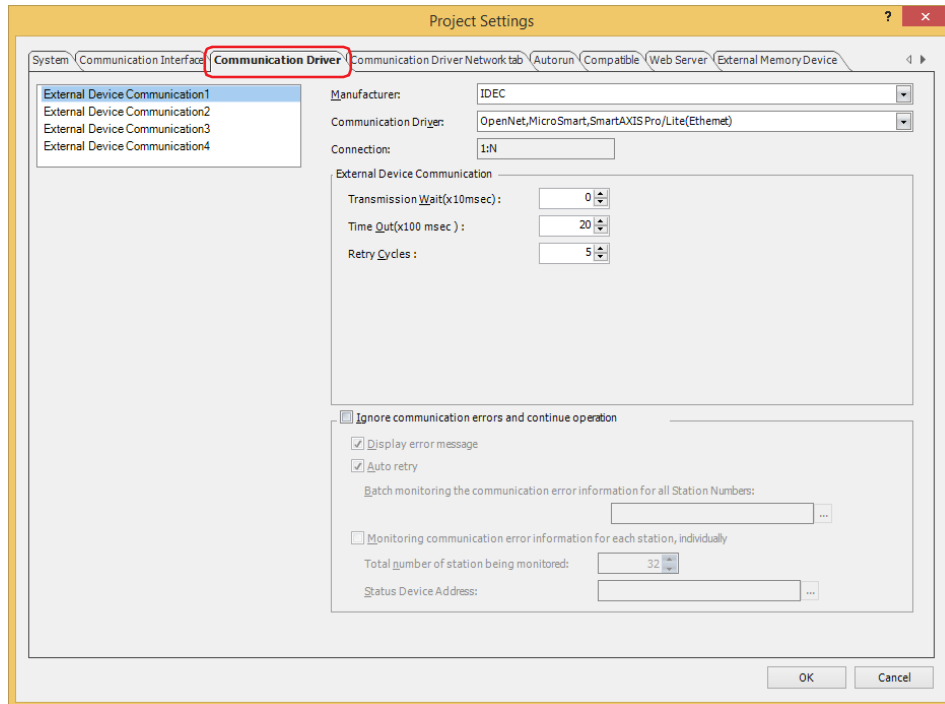 Project Settings
?
×
System
Communication Interface
Communication Driver
Communication Driver Network tab
Autorun
Compatible
Web Server
External Memory Device
External Device Communication1
External Device Communication2
External Device Communication3
External Device Communication4
Manufacturer:
IDEC
Communication Driver:
OpenNet,MicroSmart,SmartAXIS Pro/Lite(Ethernet)
Connection:
1:N
External Device Communication
Transmission Wait(x10msec) :
0
Time Out(x100 msec ) :
20
Retry Cycles :
5
Ignore communication errors and continue operation
Display error message
Auto retry
Batch monitoring the communication error information for all Station Numbers:
...
Monitoring communication error information for each station, individually
Total number of station being monitored:
32
Status Device Address:
...
OK
Cancel